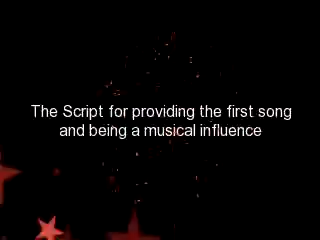 The Script for providing the first song
and being a musical influence